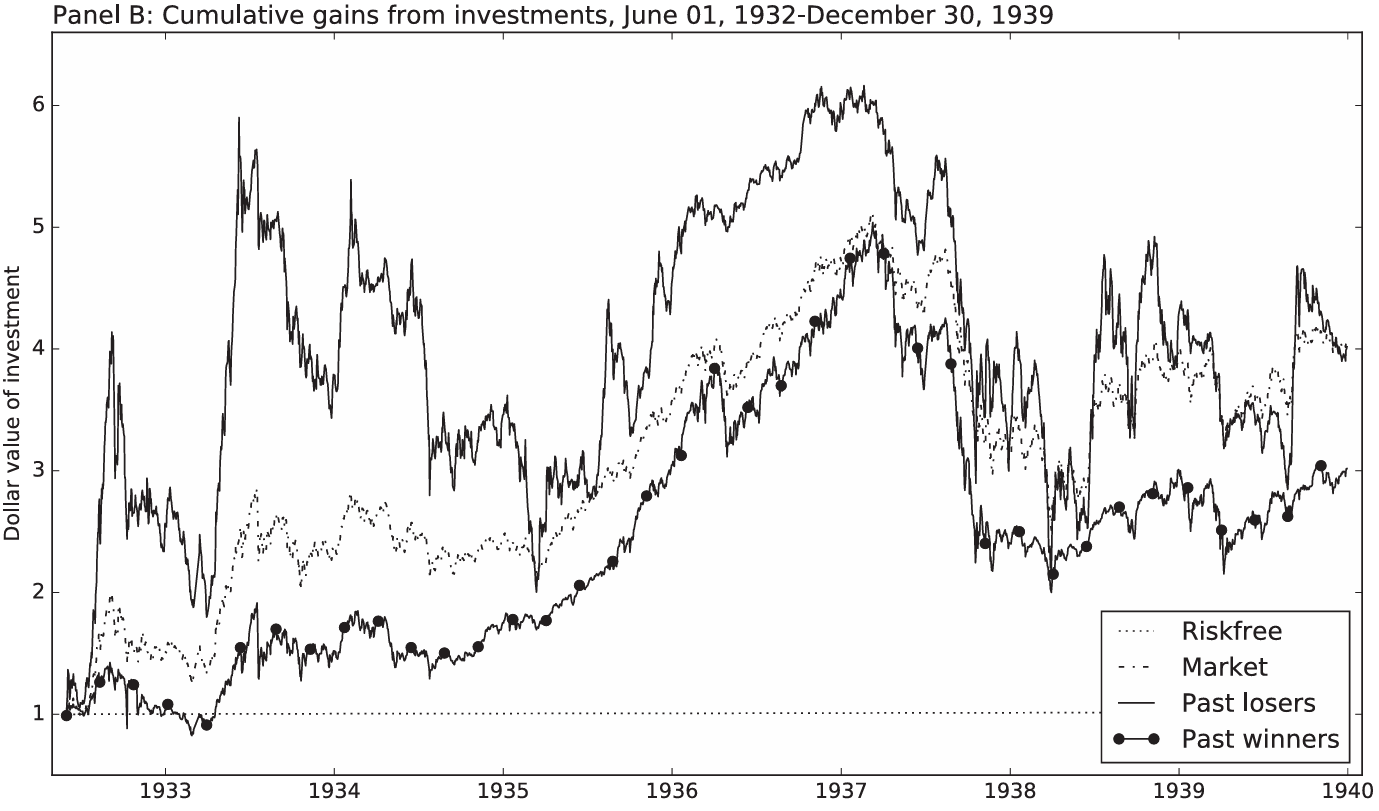 Panel B: Cumulative gains from investments, June 01, 1932-December 30, 1939
Dollar value of investment
6
5
4
3
2
1
Riskfree
Market
Past losers
Past winners
1933 1934 1935 1936 1937 1938 1939 1940